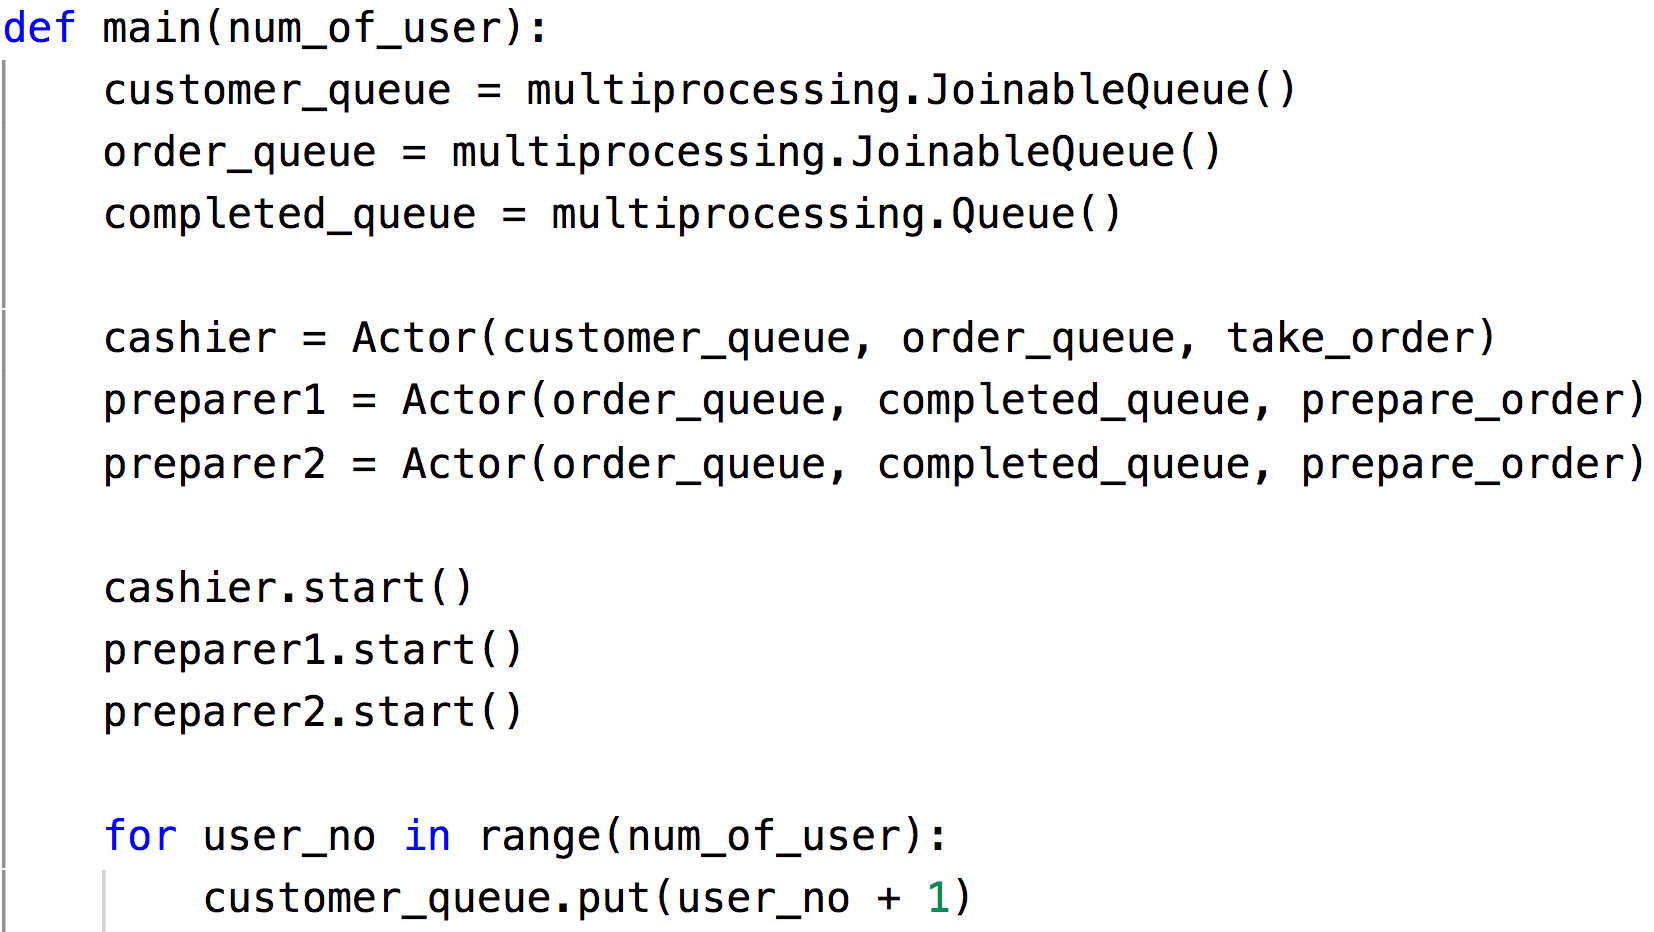 def main(num_of_user):
    customer_queue = multiprocessing.JoinableQueue()
    order_queue = multiprocessing.JoinableQueue()
    completed_queue = multiprocessing.Queue()

    cashier = Actor(customer_queue, order_queue, take_order)
    preparer1 = Actor(order_queue, completed_queue, prepare_order)
    preparer2 = Actor(order_queue, completed_queue, prepare_order)

    cashier.start()
    preparer1.start()
    preparer2.start()

    for user_no in range(num_of_user):
        customer_queue.put(user_no + 1)